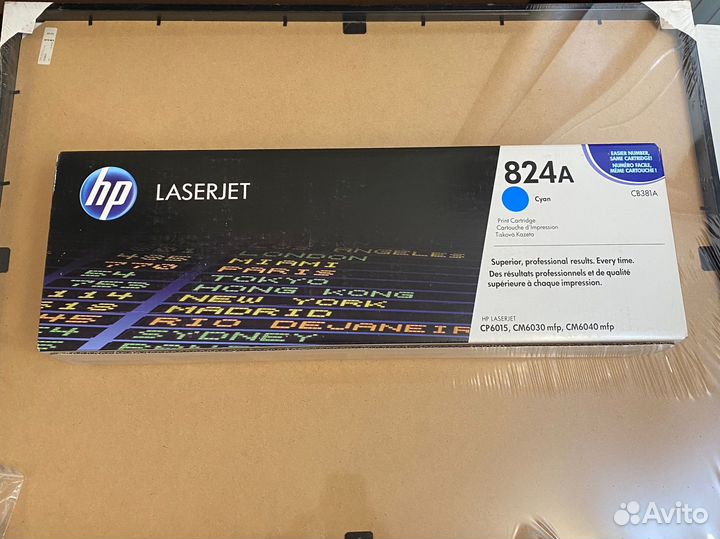 hp
LASERJET
824A
Cyan
Print Cartridge
Cartouche d'Impression
Tisková Kazeta
EASIER NUMBER,
SAME CARTRIDGE!
NUMÉRO FACILE,
MÊME CARTOUCHE!
CB381A
Superior, professional results. Every time.
Des résultats professionnels et de qualité
supérieure à chaque impression.
HP LASERJET
CP6015, CM6030 mfp, CM6040 mfp
ANGELES
LONDON
MIAMI
PARIS
TOKYO
HONG KONG
NEW YORK
MADRID
RIO DEJANEIA
SYDNEY
Avito